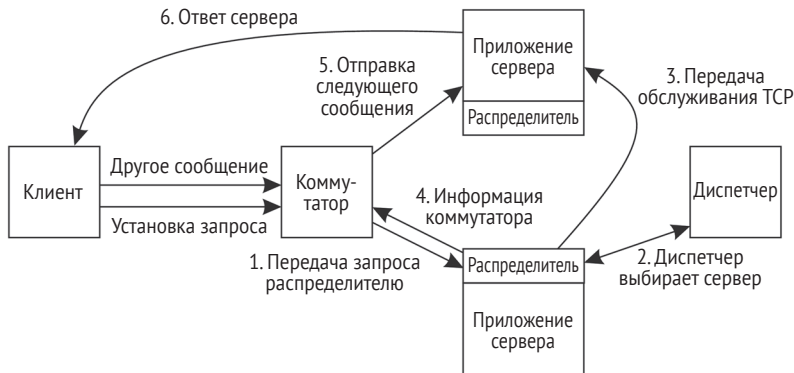 6. Ответ сервера
Приложение
сервера
Распределитель
5. Отправка
следующего
сообщения
3. Передача
обслуживания TCP
Клиент
Другое сообщение
Установка запроса
Комму-
татор
4. Информация
коммутатора
Диспетчер
1. Передача запроса
распределителю
Распределитель
Приложение
сервера
2. Диспетчер
выбирает сервер